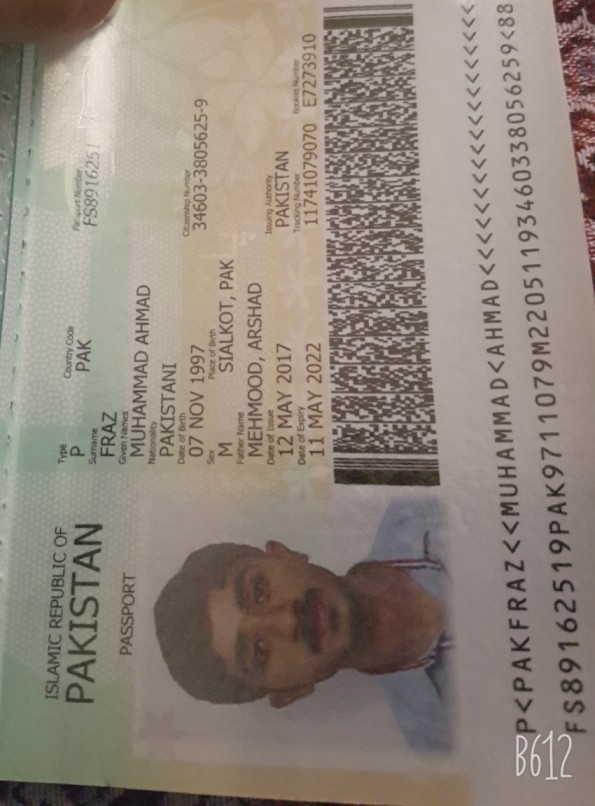 ISLAMIC REPUBLIC OF
PAKISTAN
PASSPORT
Type Country Code Passport Number
P PAK FS8916251
Surname
FRAZ
Given Names
MUHAMMAD AHMAD
Nationality
PAKISTANI
Date of Birth Citizenship Number
07 NOV 1997 34603-3805625-9
Sex Place of Birth
M SIALKOT, PAK
Father Name
MEHMOOD, ARSHAD
Date of Issue Issuing Authority
12 MAY 2017 PAKISTAN
Date of Expiry Tracking Number Booklet Number
11 MAY 2022 11741079070 E7273910
P<PAKFRAZ<<MUHAMMAD<AHMAD<<<<<<<<<<<<<<<<<<<
FS89162519PAK9711079M22051193460338056259<88
B612